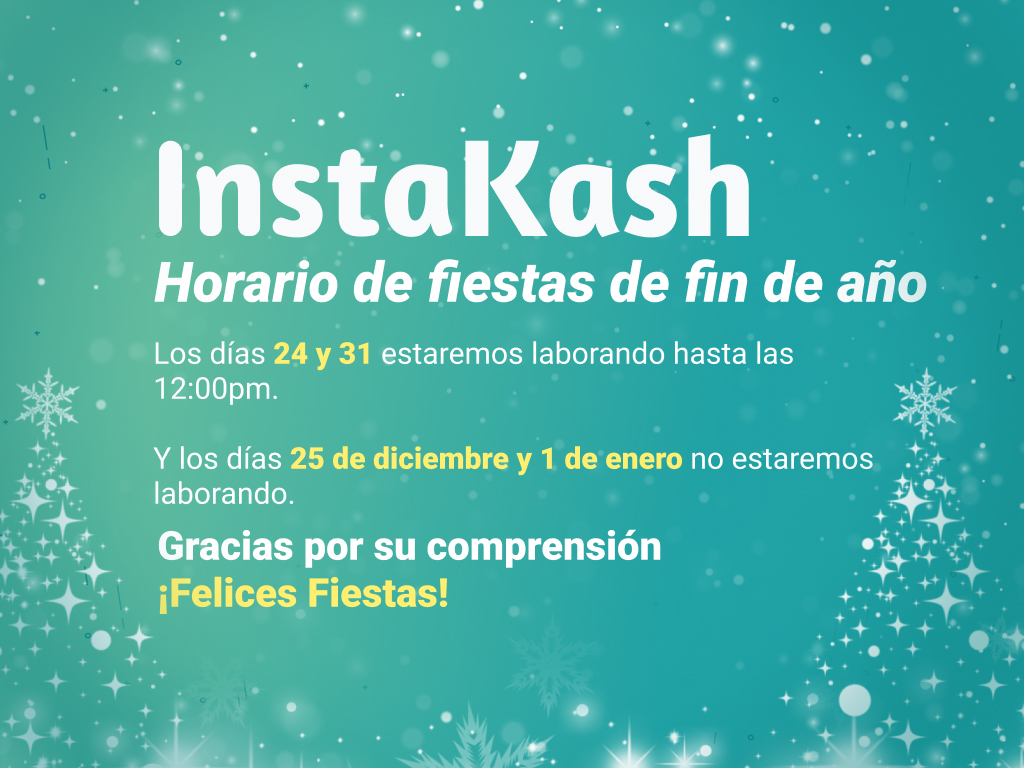 InstaKash
Horario de fiestas de fin de año
Los días 24 y 31 estaremos laborando hasta las
12:00pm.
Y los días 25 de diciembre y 1 de enero no estaremos
laborando.
Gracias por su comprensión
¡Felices Fiestas!